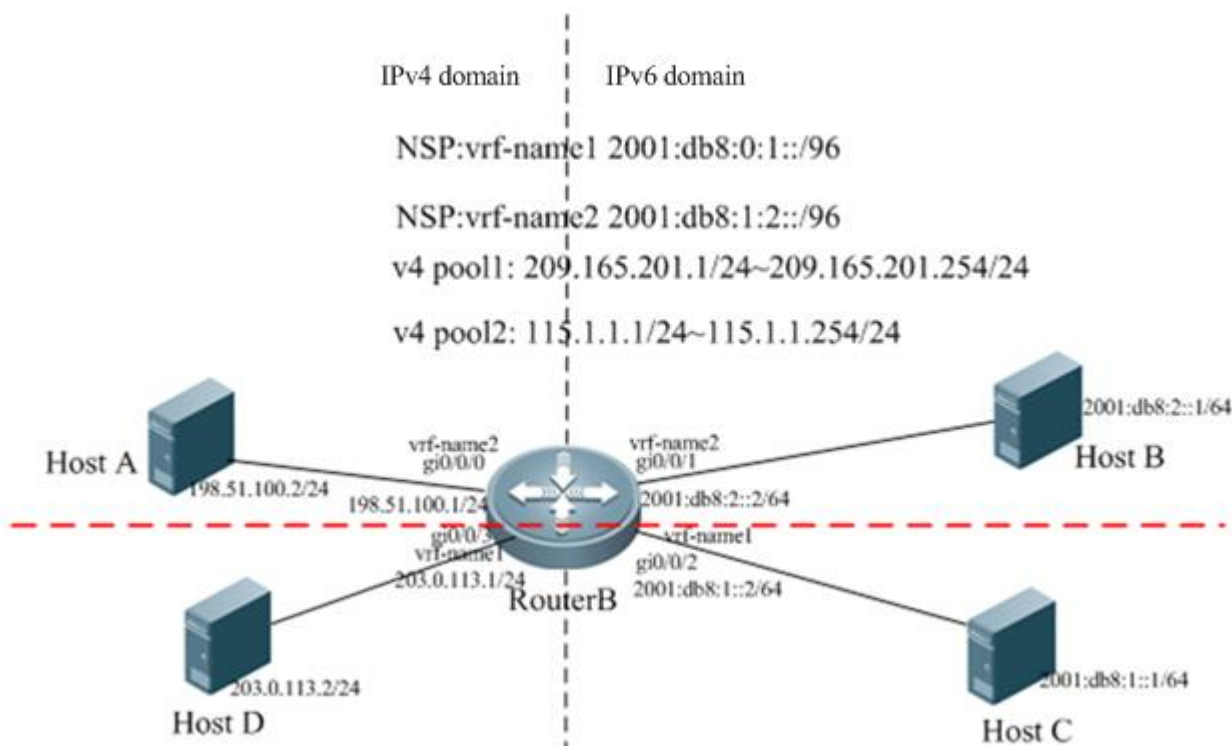 IPv4 domain
IPv6 domain
NSP:vrf-name1 2001:db8:0:1::/96
NSP:vrf-name2 2001:db8:1:2::/96
v4 pool1: 209.165.201.1/24~209.165.201.254/24
v4 pool2: 115.1.1.1/24~115.1.1.254/24
Host A
198.51.100.2/24
vrf-name2
gi0/0/0
198.51.100.1/24
vrf-name2
gi0/0/1
2001:db8:2::2/64
2001:db8:2::1/64
Host B
gi0/0/3
vrf-name1
203.0.113.1/24
RouterB
vrf-name1
gi0/0/2
2001:db8:1::2/64
203.0.113.2/24
Host D
2001:db8:1::1/64
Host C